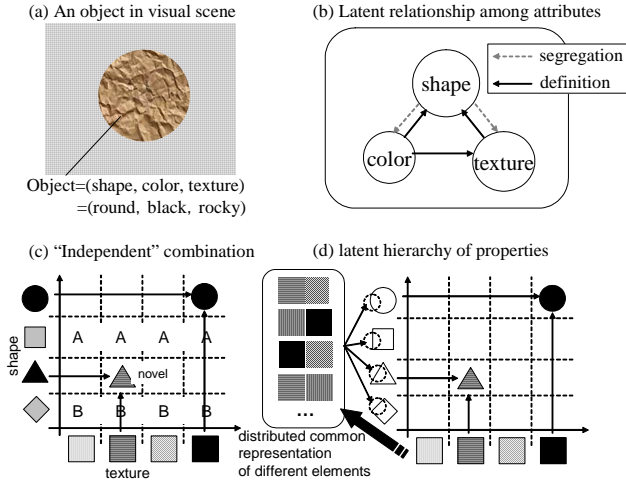 (a) An object in visual scene
Object=(shape, color, texture)
=(round, black, rocky)
(b) Latent relationship among attributes
segregation
definition
shape
color
texture
(c) “Independent” combination
shape
A A A A
novel
B B B B
texture
(d) latent hierarchy of properties
...
distributed common
representation
of different elements